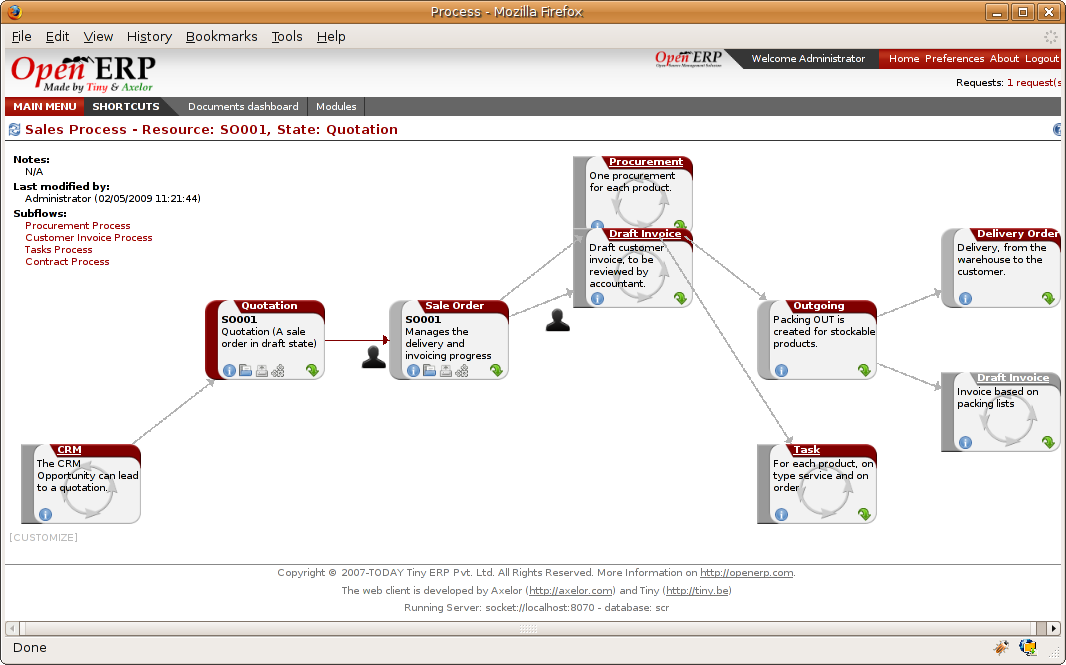 Process - Mozilla Firefox
File Edit View History Bookmarks Tools Help
Open ERP
Made by Tiny & Axelor
Open ERP
Welcome Administrator
Home Preferences About Logout
Requests: 1 request(s
MAIN MENU SHORTCUTS Documents dashboard Modules
Sales Process - Resource: SO001, State: Quotation
Notes:
N/A
Last modified by:
Administrator (02/05/2009 11:21:44)
Subflows:
Procurement Process
Customer Invoice Process
Tasks Process
Contract Process
Procurement
One procurement
for each product.
Draft Invoice
Draft customer
invoice, to be
reviewed by
accountant.
Delivery Order
Delivery, from the
warehouse to the
customer.
Quotation
SO001
Quotation (A sale
order in draft state)
Sale Order
SO001
Manages the
delivery and
invoicing progress
Outgoing
Packing OUT is
created for stockable
products.
Draft Invoice
Invoice based on
packing lists
CRM
The CRM
Opportunity can lead
to a quotation.
Task
For each product, on
type service and on
order
[CUSTOMIZE]
Copyright © 2007-TODAY Tiny ERP Pvt. Ltd. All Rights Reserved. More Information on http://openerp.com.
The web client is developed by Axelor (http://axelor.com) and Tiny (http://tiny.be)
Running Server: socket://localhost:8070 - database: scr
Done